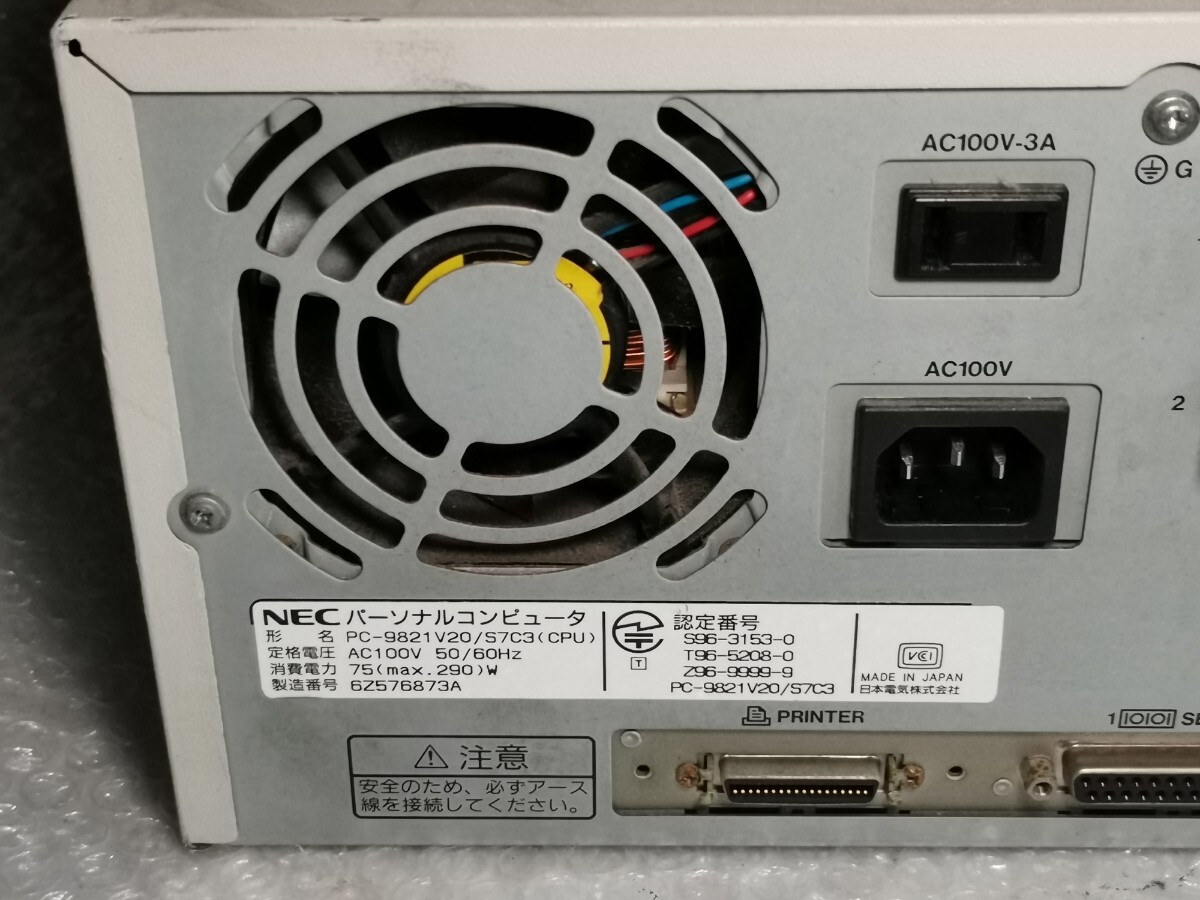 AC100V-3A
G
AC100V
2
NEC パーソナルコンピュータ
形 名 PC-9821V20/S7C3(CPU)
定格電圧 AC100V 50/60Hz
消費電力 75(max.290)W
製造番号 6Z576873A
T
認定番号
S96-3153-0
T96-5208-0
Z96-9999-9
PC-9821V20/S7C3
VCCI
MADE IN JAPAN
日本電気株式会社
PRINTER
1 IOIOI SE
注意
安全のため、必ずアース
線を接続してください。